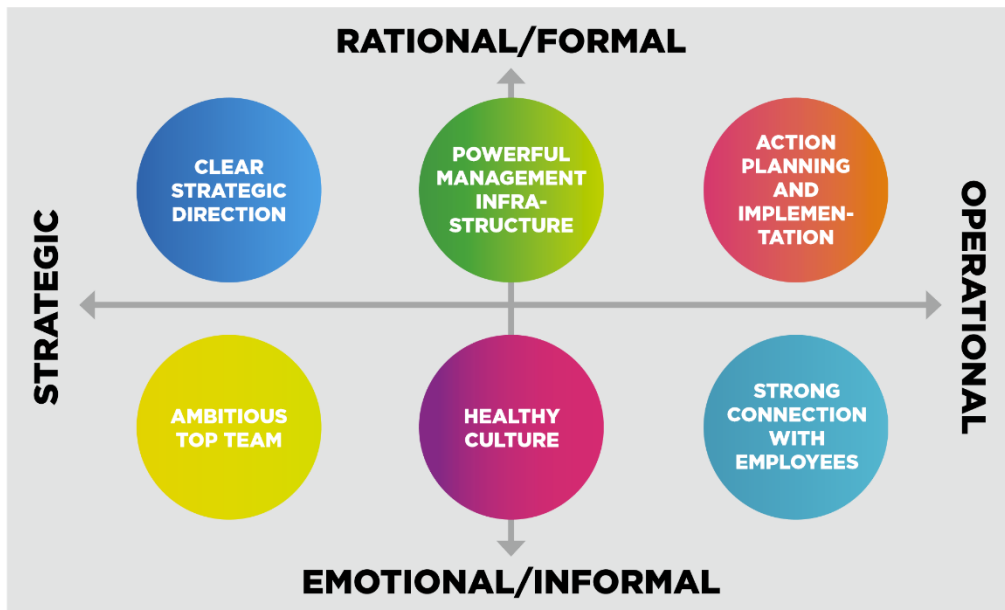 RATIONAL/FORMAL
CLEAR
STRATEGIC
DIRECTION
POWERFUL
MANAGEMENT
INFRA-
STRUCTURE
ACTION
PLANNING
AND
IMPLEMEN-
TATION
STRATEGIC
OPERATIONAL
AMBITIOUS
TOP TEAM
HEALTHY
CULTURE
STRONG
CONNECTION
WITH
EMPLOYEES
EMOTIONAL/INFORMAL